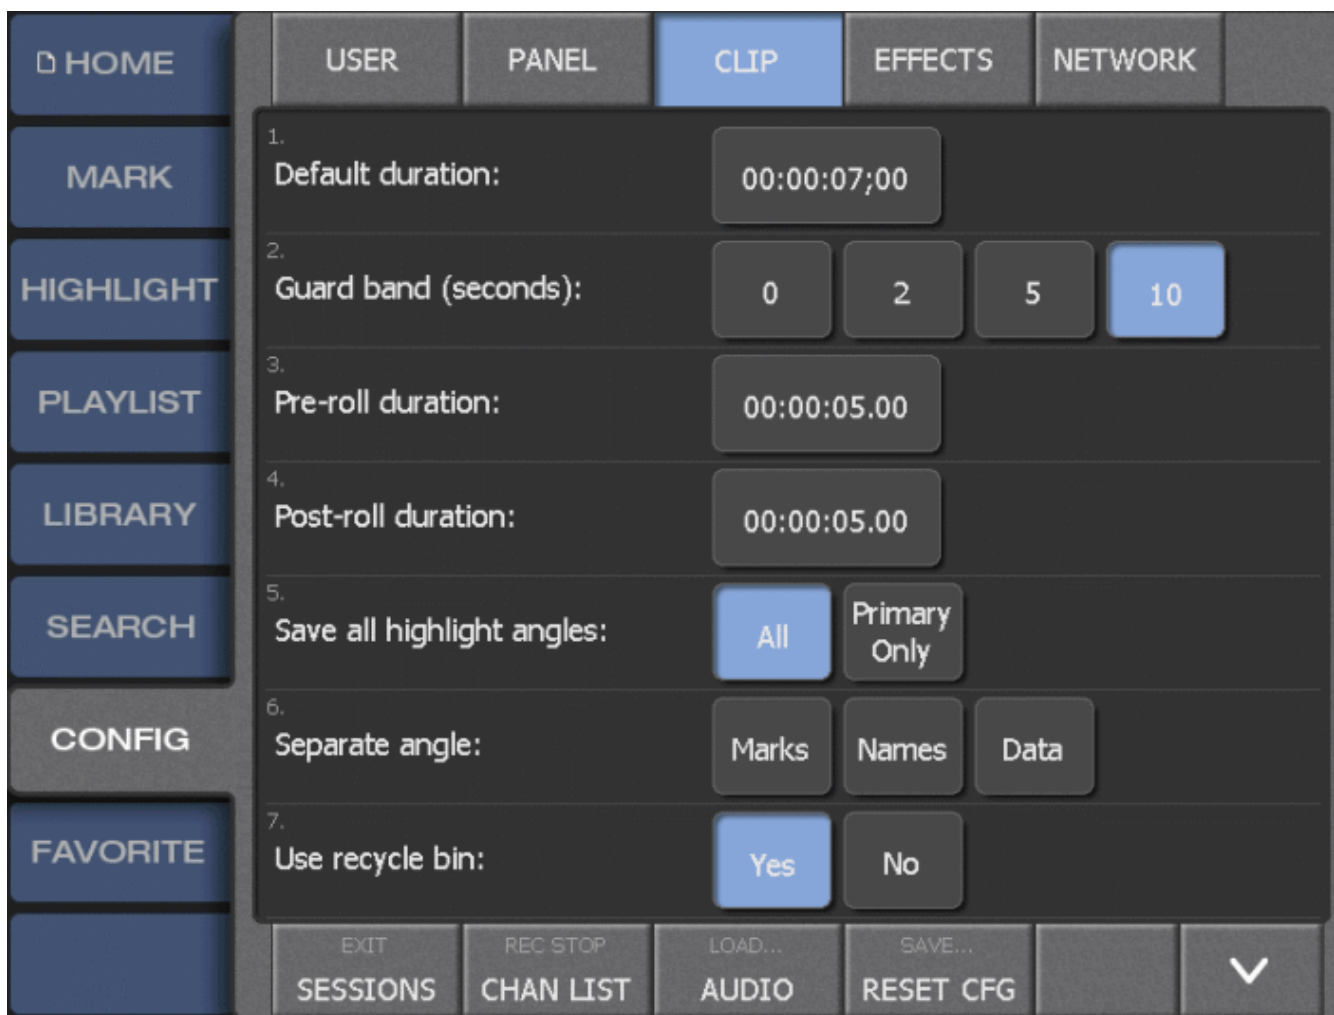 HOME
USER
PANEL
CLIP
EFFECTS
NETWORK
MARK
HIGHLIGHT
PLAYLIST
LIBRARY
SEARCH
CONFIG
FAVORITE
1.
Default duration:
00:00:07;00
2.
Guard band (seconds):
0
2
5
10
3.
Pre-roll duration:
00:00:05.00
4.
Post-roll duration:
00:00:05.00
5.
Save all highlight angles:
All
Primary
Only
6.
Separate angle:
Marks
Names
Data
7.
Use recycle bin:
Yes
No
EXIT
SESSIONS
REC STOP
CHAN LIST
LOAD...
AUDIO
SAVE...
RESET CFG